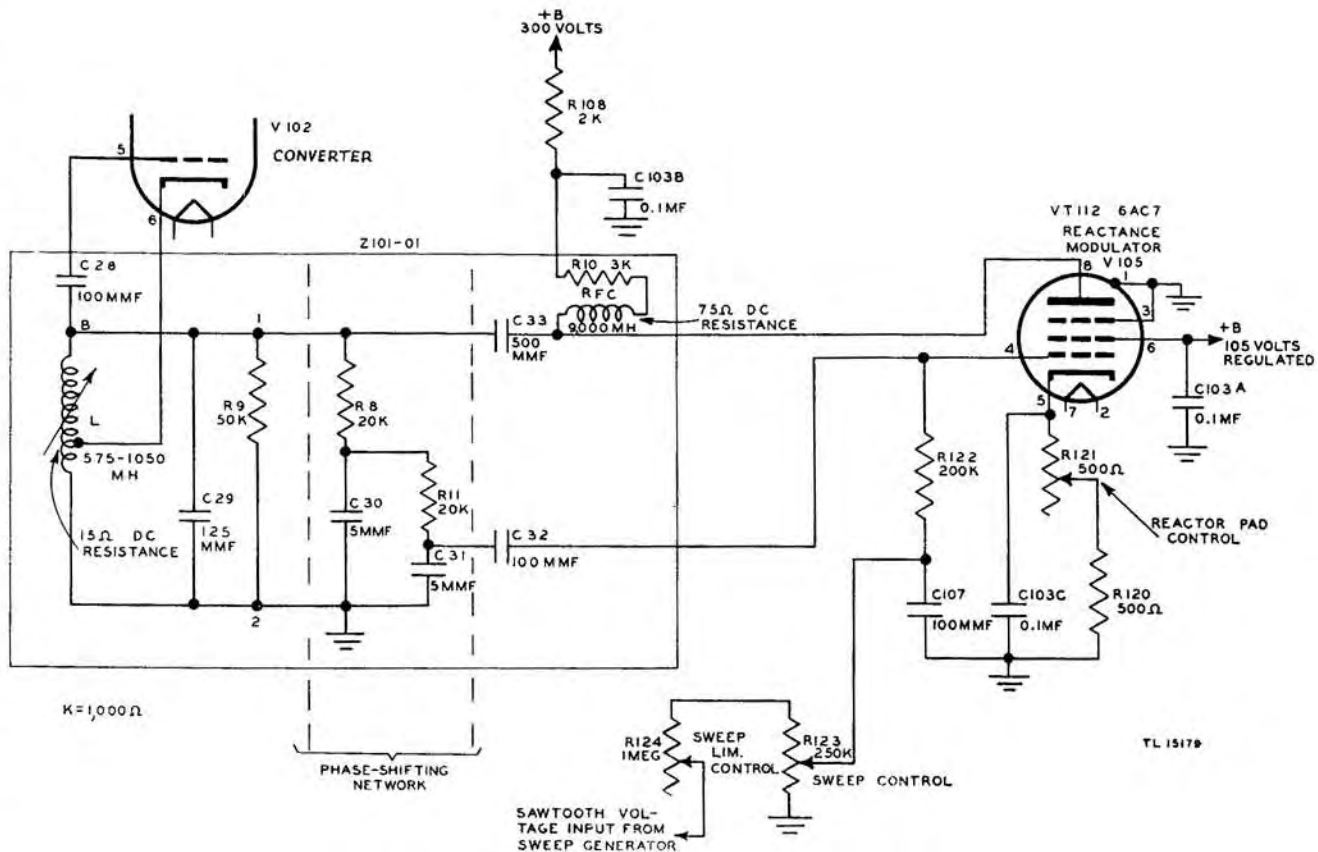 +B
300 VOLTS
R108
2K
V 102
CONVERTER
5
6
C103B
0.1MF
Z101-01
VT112 6AC7
REACTANCE
MODULATOR
V105
8
1
3
6
4
5
7
2
+B
105 VOLTS
REGULATED
C103A
0.1MF
C28
100MMF
B
1
R10 3K
RFC
9,000 MH
75Ω DC
RESISTANCE
C33
500
MMF
L
575-1050
MH
15Ω DC
RESISTANCE
C29
125
MMF
R9
50K
R8
20K
C30
5MMF
R11
20K
C31
5MMF
C32
100 MMF
2
R122
200K
R121
500Ω
REACTOR PAD
CONTROL
C107
100MMF
C103C
0.1MF
R120
500Ω
K=1,000Ω
PHASE-SHIFTING
NETWORK
R124
1MEG
SWEEP
LIM.
CONTROL
R123
250K
SWEEP CONTROL
SAWTOOTH VOL-
TAGE INPUT FROM
SWEEP GENERATOR
TL 15179